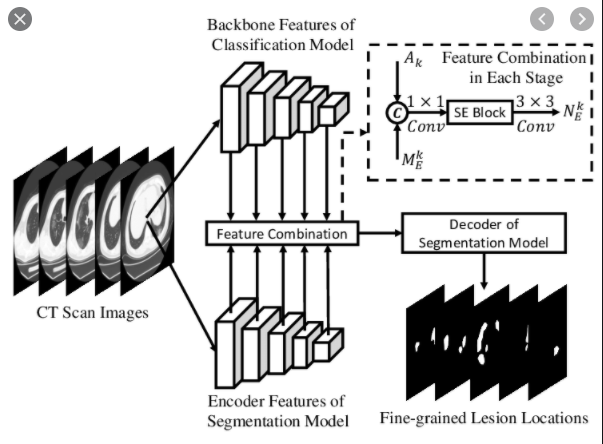 Backbone Features of
Classification Model
A_k
Feature Combination
in Each Stage
C
1 × 1
Conv
SE Block
3 × 3
Conv
N_E^k
M_E^k
Feature Combination
Decoder of
Segmentation Model
CT Scan Images
Encoder Features of
Segmentation Model
Fine-grained Lesion Locations